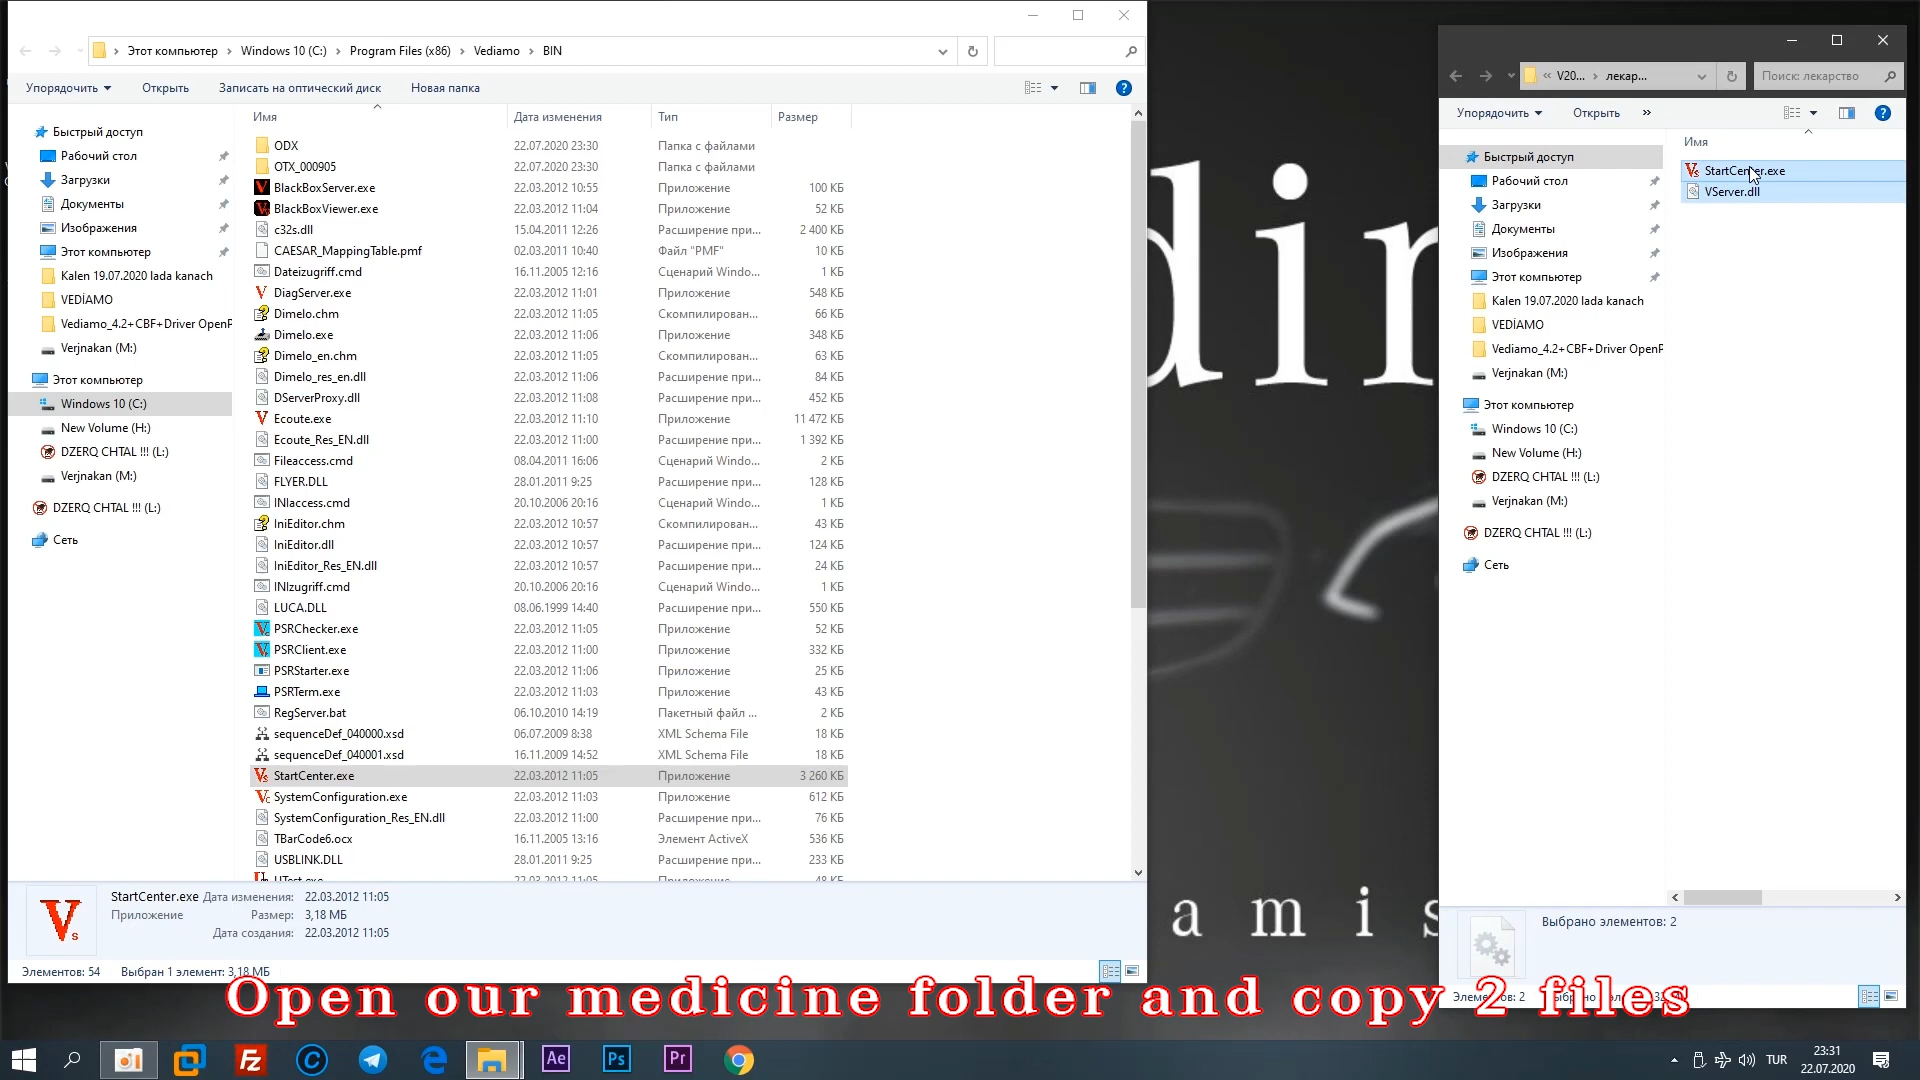 Этот компьютер > Windows 10 (C:) > Program Files (x86) > Vediamo > BIN
Упорядочить Открыть Записать на оптический диск Новая папка
Имя Дата изменения Тип Размер
Быстрый доступ
Рабочий стол
Загрузки
Документы
Изображения
Этот компьютер
Kalen 19.07.2020 lada kanach
VEDİAMO
Vediamo_4.2+CBF+Driver OpenP
Verjnakan (M:)
Этот компьютер
Windows 10 (C:)
New Volume (H:)
DZERQ CHTAL !!! (L:)
Verjnakan (M:)
DZERQ CHTAL !!! (L:)
Сеть
ODX 22.07.2020 23:30 Папка с файлами
OTX_000905 22.07.2020 23:30 Папка с файлами
BlackBoxServer.exe 22.03.2012 10:55 Приложение 100 КБ
BlackBoxViewer.exe 22.03.2012 11:04 Приложение 52 КБ
c32s.dll 15.04.2011 12:26 Расширение при... 2 400 КБ
CAESAR_MappingTable.pmf 02.03.2011 10:40 Файл "PMF" 10 КБ
Dateizugriff.cmd 16.11.2005 12:16 Сценарий Windo... 1 КБ
DiagServer.exe 22.03.2012 11:01 Приложение 548 КБ
Dimelo.chm 22.03.2012 11:05 Скомпилирован... 66 КБ
Dimelo.exe 22.03.2012 11:06 Приложение 348 КБ
Dimelo_en.chm 22.03.2012 11:05 Скомпилирован... 63 КБ
Dimelo_res_en.dll 22.03.2012 11:06 Расширение при... 84 КБ
DServerProxy.dll 22.03.2012 11:08 Расширение при... 452 КБ
Ecoute.exe 22.03.2012 11:10 Приложение 11 472 КБ
Ecoute_Res_EN.dll 22.03.2012 11:00 Расширение при... 1 392 КБ
Fileaccess.cmd 08.04.2011 16:06 Сценарий Windo... 2 КБ
FLYER.DLL 28.01.2011 9:25 Расширение при... 128 КБ
INIaccess.cmd 20.10.2006 20:16 Сценарий Windo... 1 КБ
IniEditor.chm 22.03.2012 10:57 Скомпилирован... 43 КБ
IniEditor.dll 22.03.2012 10:57 Расширение при... 124 КБ
IniEditor_Res_EN.dll 22.03.2012 10:57 Расширение при... 24 КБ
INIzugriff.cmd 20.10.2006 20:16 Сценарий Windo... 1 КБ
LUCA.DLL 08.06.1999 14:40 Расширение при... 550 КБ
PSRChecker.exe 22.03.2012 11:05 Приложение 52 КБ
PSRClient.exe 22.03.2012 11:00 Приложение 332 КБ
PSRStarter.exe 22.03.2012 11:06 Приложение 25 КБ
PSRTerm.exe 22.03.2012 11:03 Приложение 43 КБ
RegServer.bat 06.10.2010 14:19 Пакетный файл ... 2 КБ
sequenceDef_040000.xsd 06.07.2009 8:38 XML Schema File 18 КБ
sequenceDef_040001.xsd 16.11.2009 14:52 XML Schema File 18 КБ
StartCenter.exe 22.03.2012 11:05 Приложение 3 260 КБ
SystemConfiguration.exe 22.03.2012 11:03 Приложение 612 КБ
SystemConfiguration_Res_EN.dll 22.03.2012 11:00 Расширение при... 76 КБ
TBarCode6.ocx 16.11.2005 13:16 Элемент ActiveX 536 КБ
USBLINK.DLL 28.01.2011 9:25 Расширение при... 233 КБ
UTest.exe 22.03.2012 11:05 Приложение 48 КБ
StartCenter.exe Дата изменения: 22.03.2012 11:05
Приложение Размер: 3,18 МБ
Дата создания: 22.03.2012 11:05
Элементов: 54 Выбран 1 элемент: 3,18 МБ
« V20... > лекар... Поиск: лекарство
Упорядочить Открыть »
Имя
Быстрый доступ
Рабочий стол
Загрузки
Документы
Изображения
Этот компьютер
Kalen 19.07.2020 lada kanach
VEDİAMO
Vediamo_4.2+CBF+Driver OpenP
Verjnakan (M:)
Этот компьютер
Windows 10 (C:)
New Volume (H:)
DZERQ CHTAL !!! (L:)
Verjnakan (M:)
DZERQ CHTAL !!! (L:)
Сеть
StartCenter.exe
VServer.dll
Выбрано элементов: 2
din
a m i s
Open our medicine folder and copy 2 files
Ae Ps Pr
TUR
23:31
22.07.2020